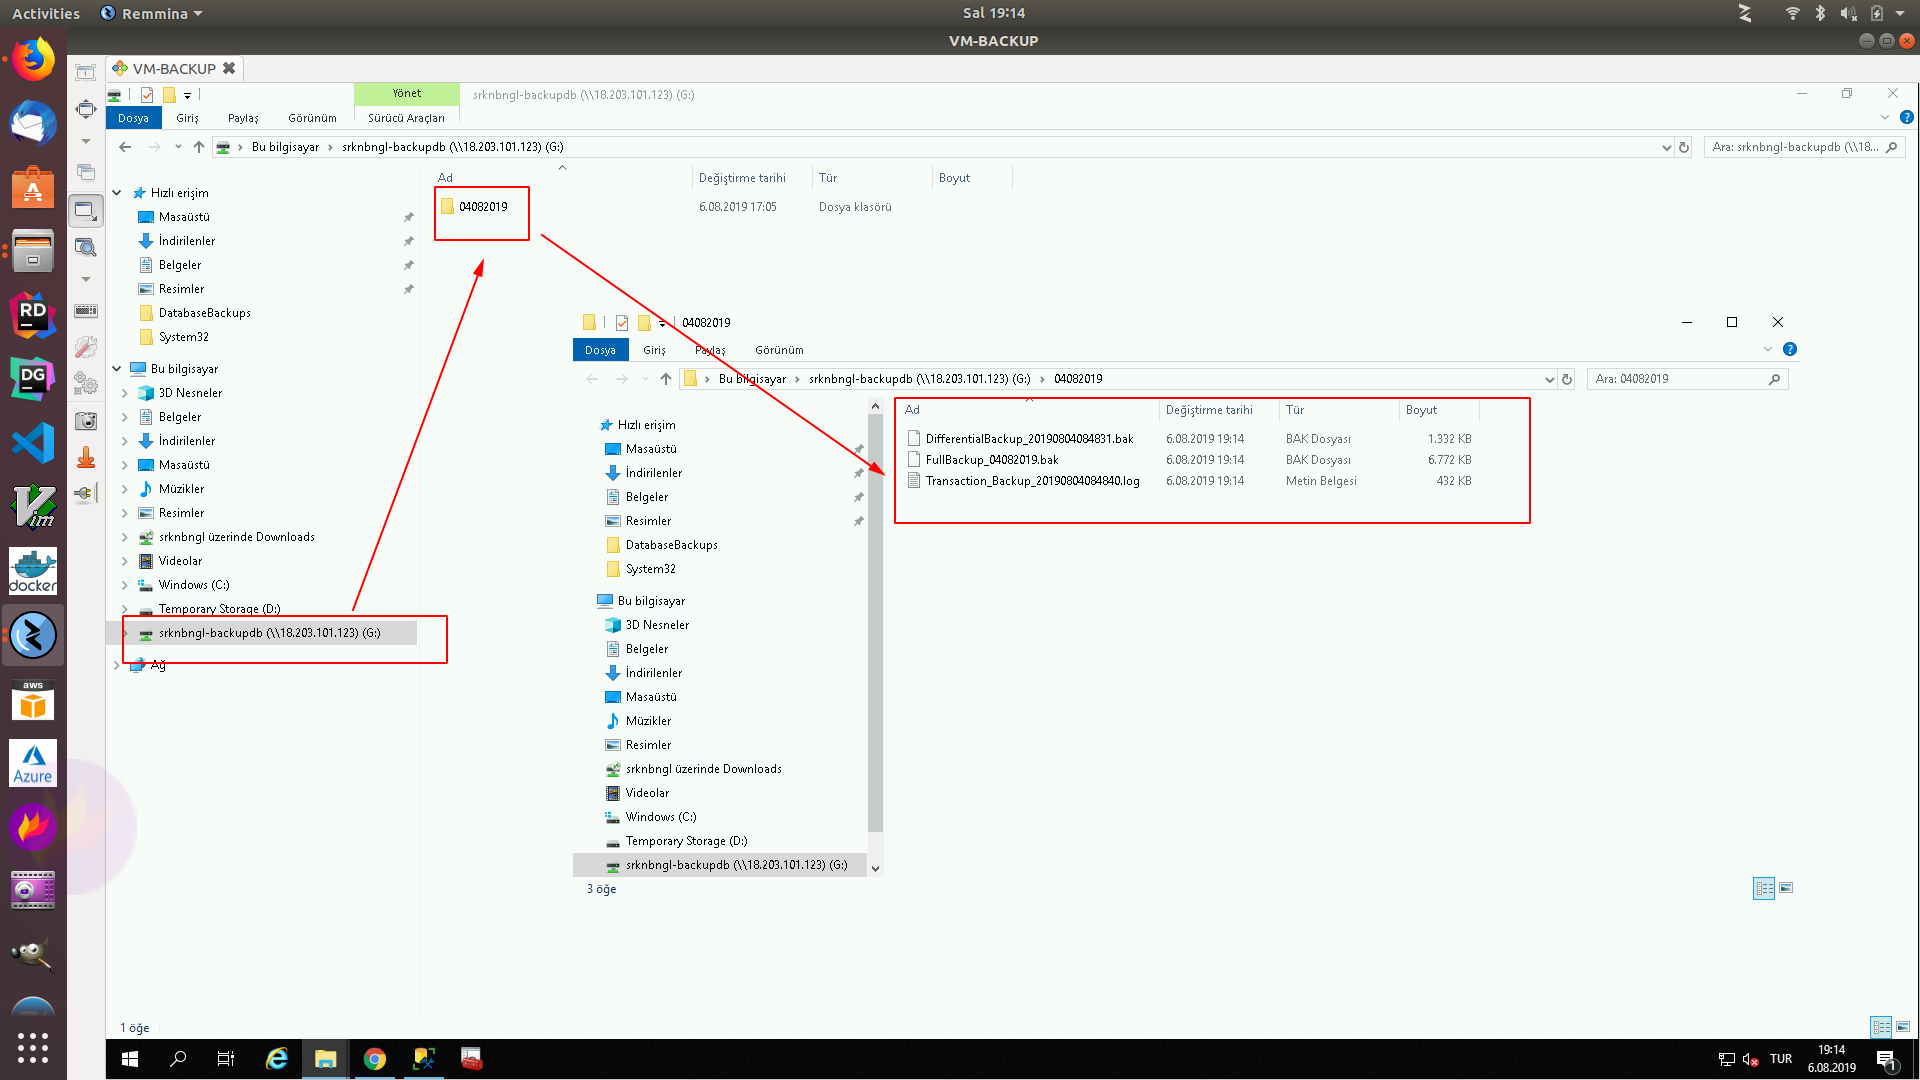 Activities Remmina Sal 19:14
VM-BACKUP
VM-BACKUP
Yönet srknbngl-backupdb (\\18.203.101.123) (G:)
Dosya Giriş Paylaş Görünüm Sürücü Araçları
Bu bilgisayar srknbngl-backupdb (\\18.203.101.123) (G:) Ara: srknbngl-backupdb (\\18...
Ad Değiştirme tarihi Tür Boyut
04082019 6.08.2019 17:05 Dosya klasörü
Hızlı erişim
Masaüstü
İndirilenler
Belgeler
Resimler
DatabaseBackups
System32
Bu bilgisayar
3D Nesneler
Belgeler
İndirilenler
Masaüstü
Müzikler
Resimler
srknbngl üzerinde Downloads
Videolar
Windows (C:)
Temporary Storage (D:)
srknbngl-backupdb (\\18.203.101.123) (G:)
Ağ
1 öğe
04082019
Dosya Giriş Paylaş Görünüm
Bu bilgisayar srknbngl-backupdb (\\18.203.101.123) (G:) 04082019 Ara: 04082019
Ad Değiştirme tarihi Tür Boyut
DifferentialBackup_20190804084831.bak 6.08.2019 19:14 BAK Dosyası 1.332 KB
FullBackup_04082019.bak 6.08.2019 19:14 BAK Dosyası 6.772 KB
Transaction_Backup_20190804084840.log 6.08.2019 19:14 Metin Belgesi 432 KB
Hızlı erişim
Masaüstü
İndirilenler
Belgeler
Resimler
DatabaseBackups
System32
Bu bilgisayar
3D Nesneler
Belgeler
İndirilenler
Masaüstü
Müzikler
Resimler
srknbngl üzerinde Downloads
Videolar
Windows (C:)
Temporary Storage (D:)
srknbngl-backupdb (\\18.203.101.123) (G:)
3 öğe
RD
DG
Vim
docker
aws
Azure
TUR 19:14
6.08.2019
1